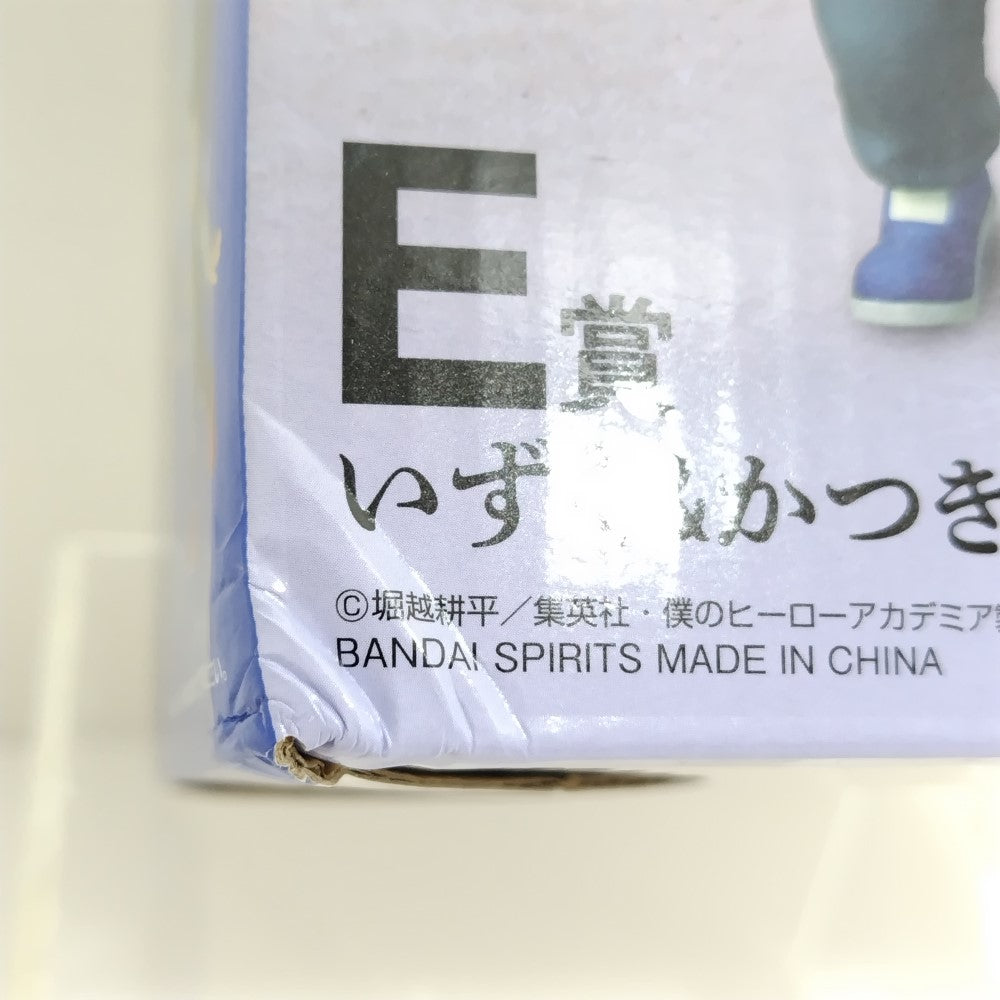 E賞
いず かつき
©堀越耕平／集英社・僕のヒーローアカデミア製
BANDAI SPIRITS MADE IN CHINA